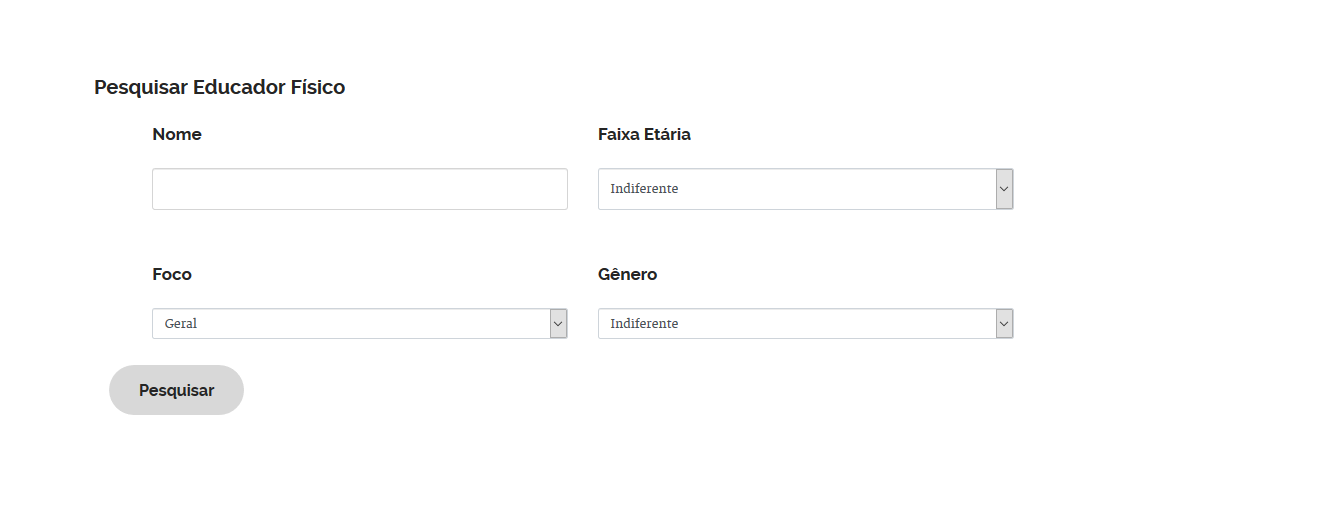 Pesquisar Educador Físico
Nome
Faixa Etária
Indiferente
Foco
Gênero
Geral
Indiferente
Pesquisar